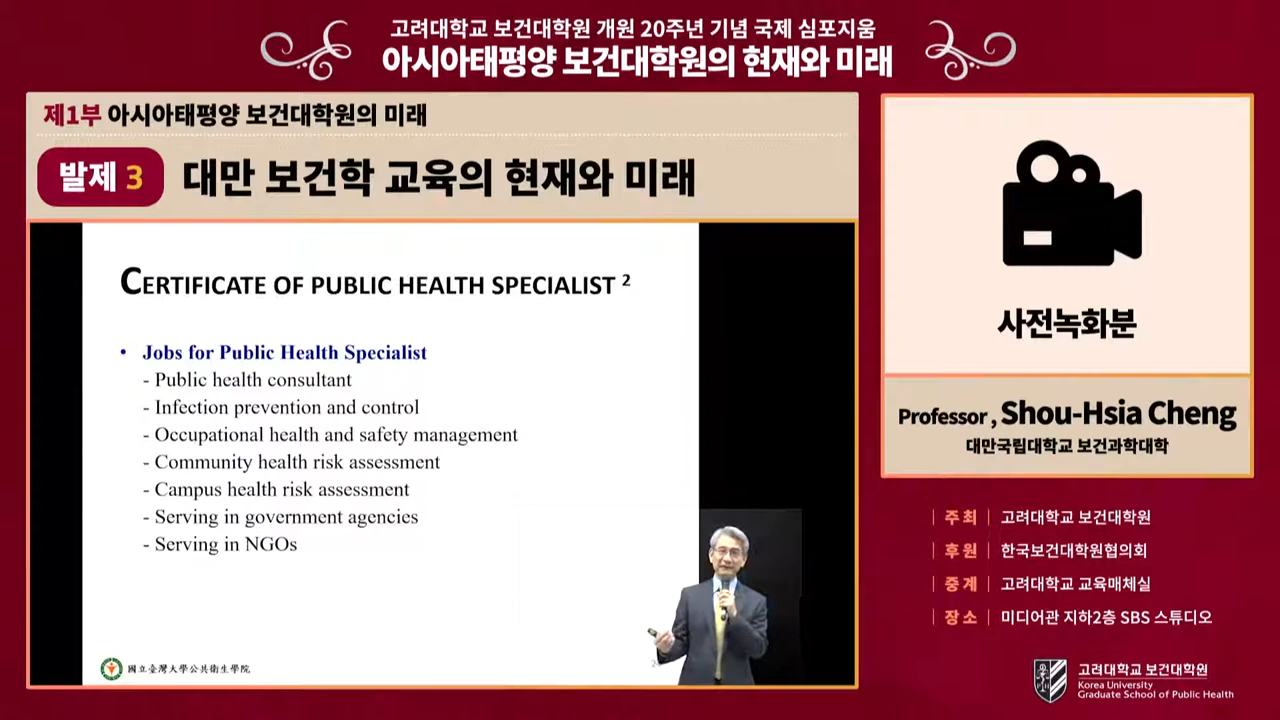 고려대학교 보건대학원 개원 20주년 기념 국제 심포지움
아시아태평양 보건대학원의 현재와 미래
제1부 아시아태평양 보건대학원의 미래
발제 3 대만 보건학 교육의 현재와 미래
CERTIFICATE OF PUBLIC HEALTH SPECIALIST 2
• Jobs for Public Health Specialist
- Public health consultant
- Infection prevention and control
- Occupational health and safety management
- Community health risk assessment
- Campus health risk assessment
- Serving in government agencies
- Serving in NGOs
國立臺灣大學公共衛生學院
사전녹화분
Professor, Shou-Hsia Cheng
대만국립대학교 보건과학대학
| 주최 | 고려대학교 보건대학원
| 후원 | 한국보건대학원협의회
| 중계 | 고려대학교 교육매체실
| 장소 | 미디어관 지하2층 SBS 스튜디오
고려대학교 보건대학원
Korea University
Graduate School of Public Health